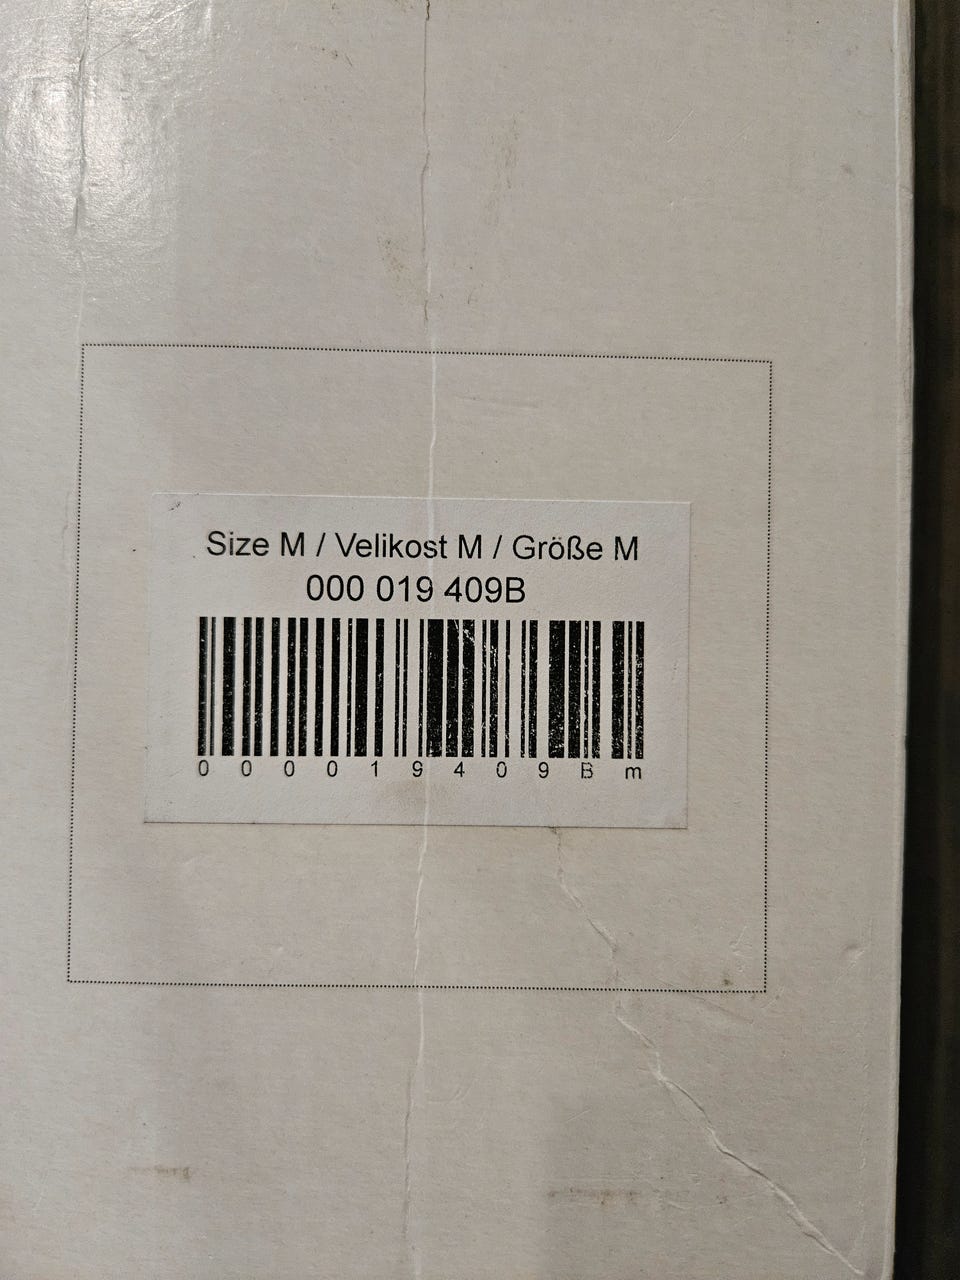 Size M / Velikost M / Größe M
000 019 409B
0 0 0 0 1 9 4 0 9 B m